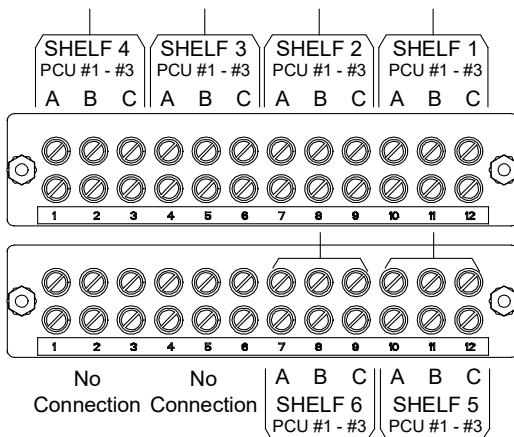 SHELF 4 SHELF 3 SHELF 2 SHELF 1
PCU #1 - #3 PCU #1 - #3 PCU #1 - #3 PCU #1 - #3
A B C A B C A B C A B C
1 2 3 4 5 6 7 8 9 10 11 12
1 2 3 4 5 6 7 8 9 10 11 12
No No A B C A B C
Connection Connection SHELF 6 SHELF 5
PCU #1 - #3 PCU #1 - #3